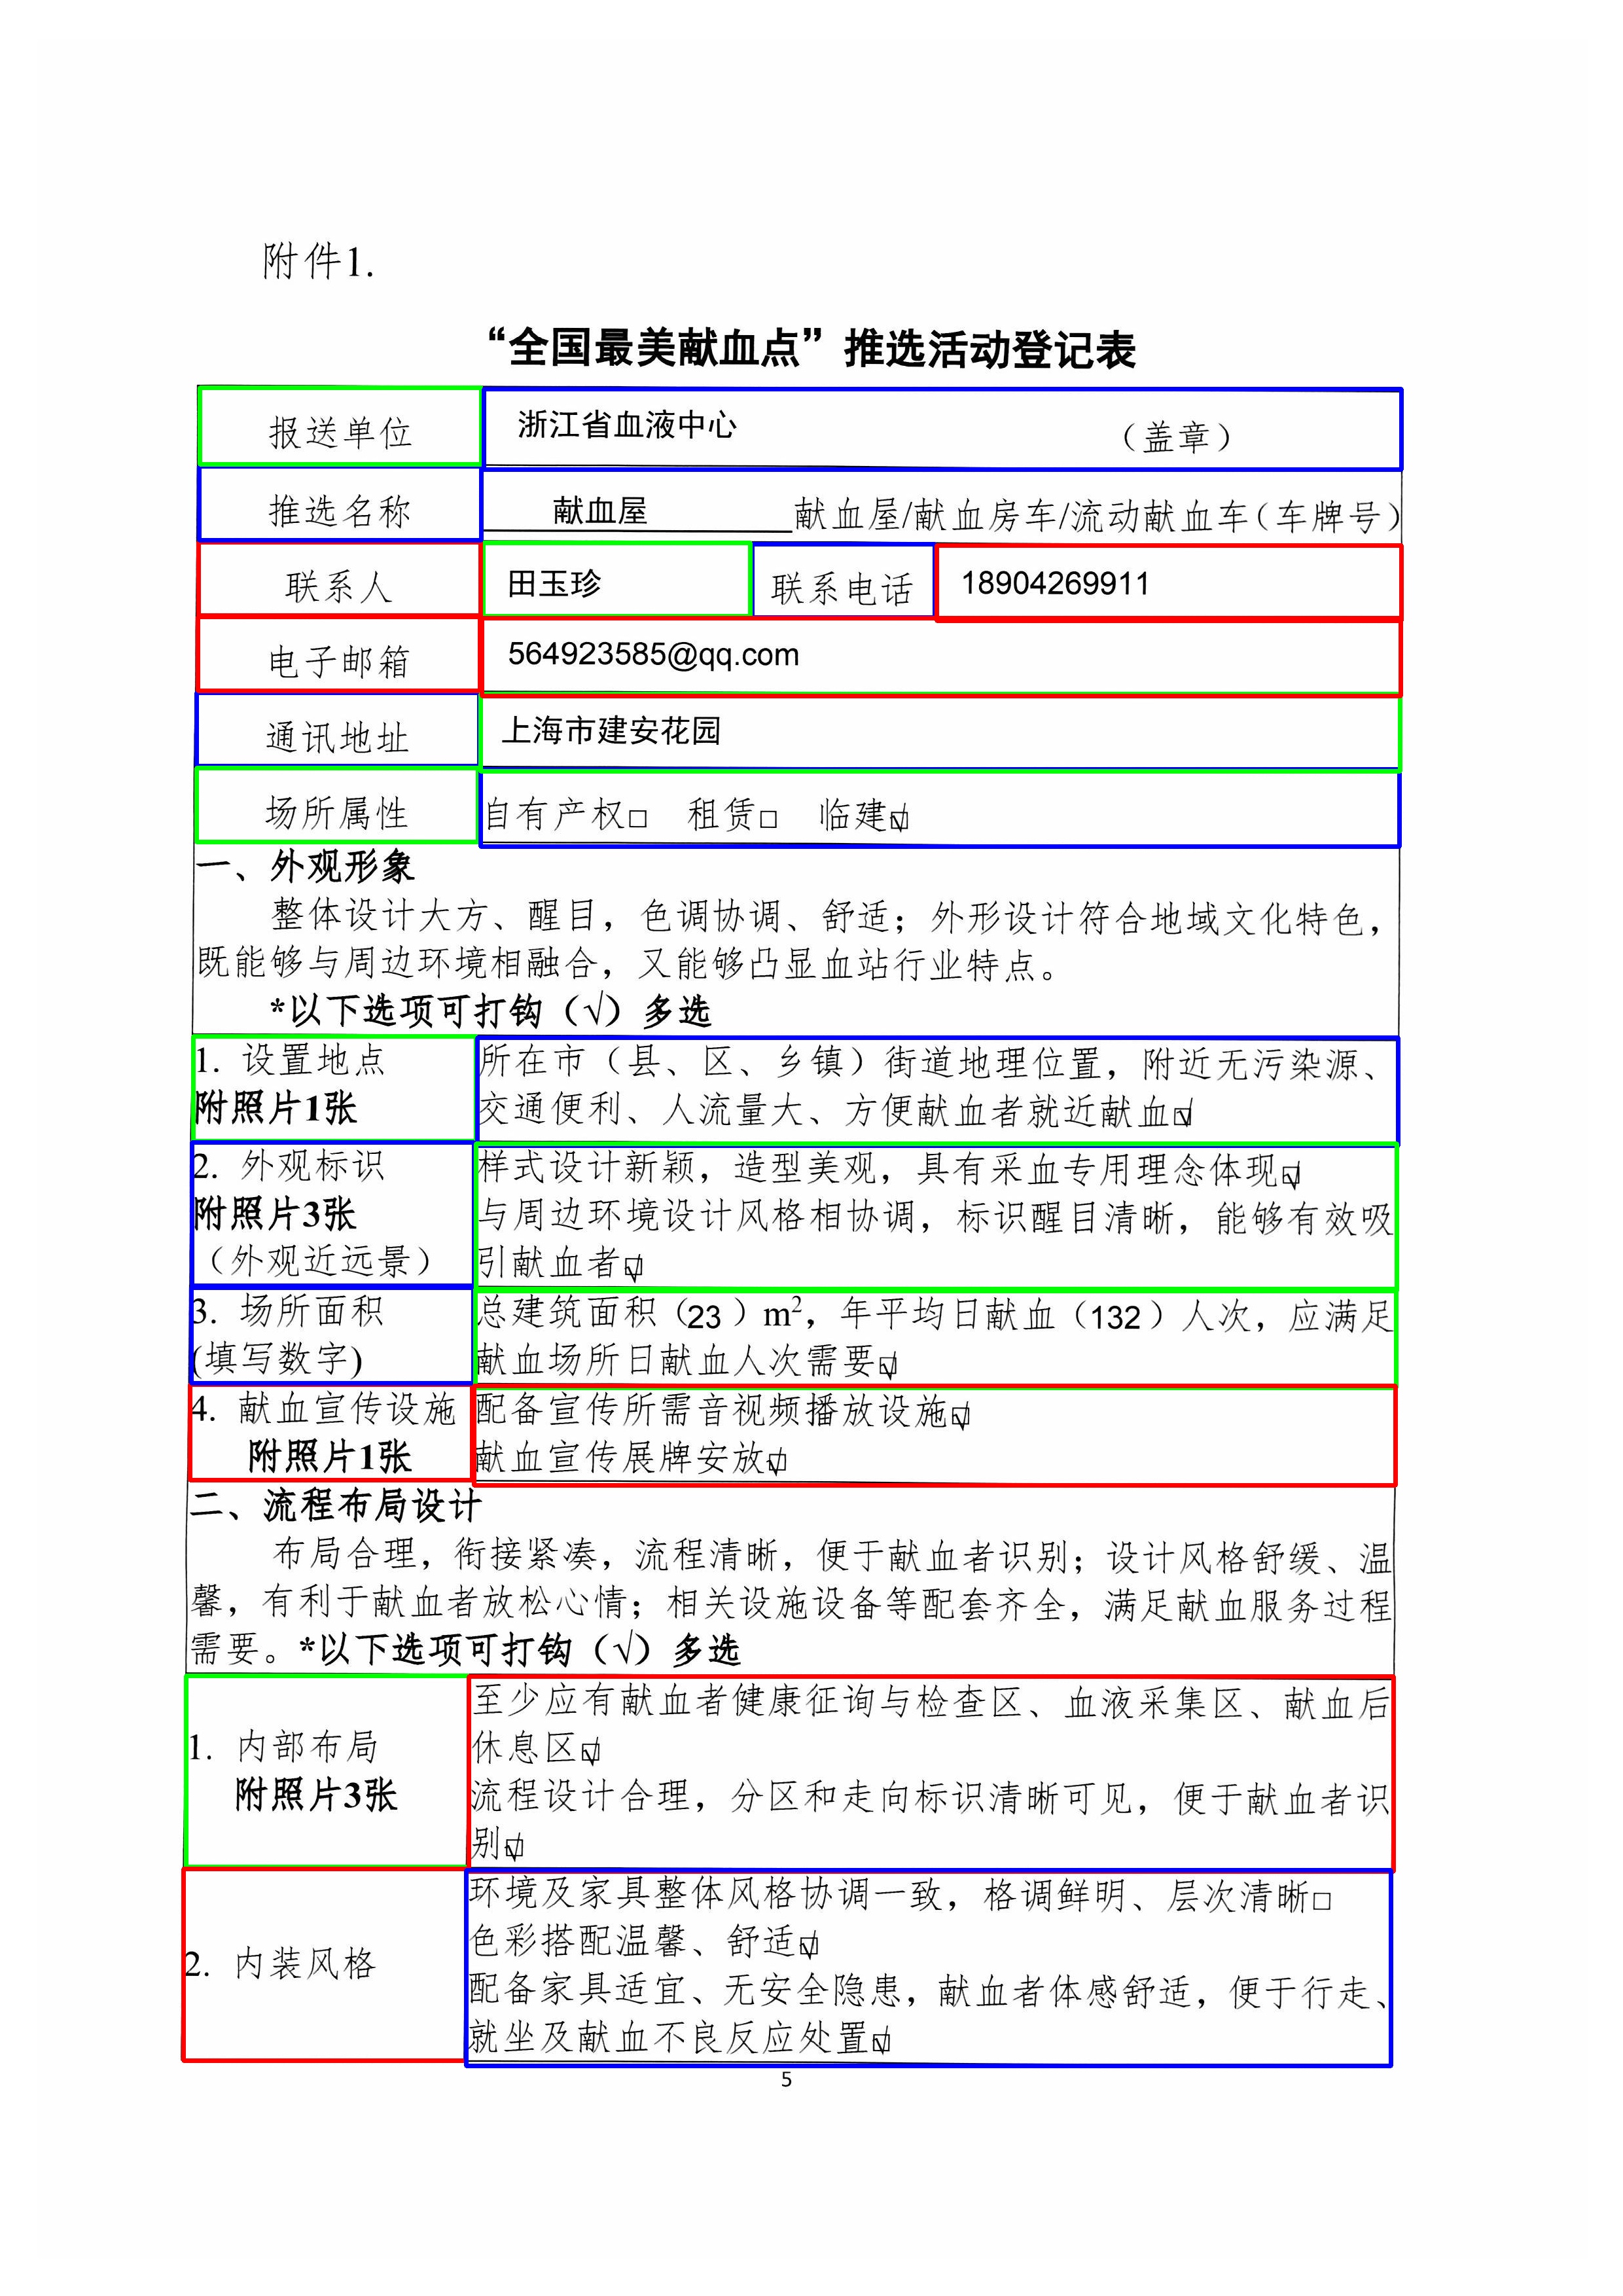 附件1.
“全国最美献血点”推选活动登记表
报送单位 浙江省血液中心 （盖章）
推选名称 献血屋 献血屋/献血房车/流动献血车（车牌号）
联系人 田玉珍 联系电话 18904269911
电子邮箱 564923585@qq.com
通讯地址 上海市建安花园
场所属性 自有产权□ 租赁□ 临建☑
一、外观形象
整体设计大方、醒目，色调协调、舒适；外形设计符合地域文化特色，
既能够与周边环境相融合，又能够凸显血站行业特点。
*以下选项可打钩（√）多选
1. 设置地点
附照片1张
所在市（县、区、乡镇）街道地理位置，附近无污染源、
交通便利、人流量大、方便献血者就近献血☑
2. 外观标识
附照片3张
（外观近远景）
样式设计新颖，造型美观，具有采血专用理念体现☑
与周边环境设计风格相协调，标识醒目清晰，能够有效吸
引献血者☑
3. 场所面积
(填写数字)
总建筑面积（23）m²，年平均日献血（132）人次，应满足
献血场所日献血人次需要☑
4. 献血宣传设施
附照片1张
配备宣传所需音视频播放设施☑
献血宣传展牌安放☑
二、流程布局设计
布局合理，衔接紧凑，流程清晰，便于献血者识别；设计风格舒缓、温
馨，有利于献血者放松心情；相关设施设备等配套齐全，满足献血服务过程
需要。*以下选项可打钩（√）多选
1. 内部布局
附照片3张
至少应有献血者健康征询与检查区、血液采集区、献血后
休息区☑
流程设计合理，分区和走向标识清晰可见，便于献血者识
别☑
2. 内装风格
环境及家具整体风格协调一致，格调鲜明、层次清晰□
色彩搭配温馨、舒适☑
配备家具适宜、无安全隐患，献血者体感舒适，便于行走、
就坐及献血不良反应处置☑
5